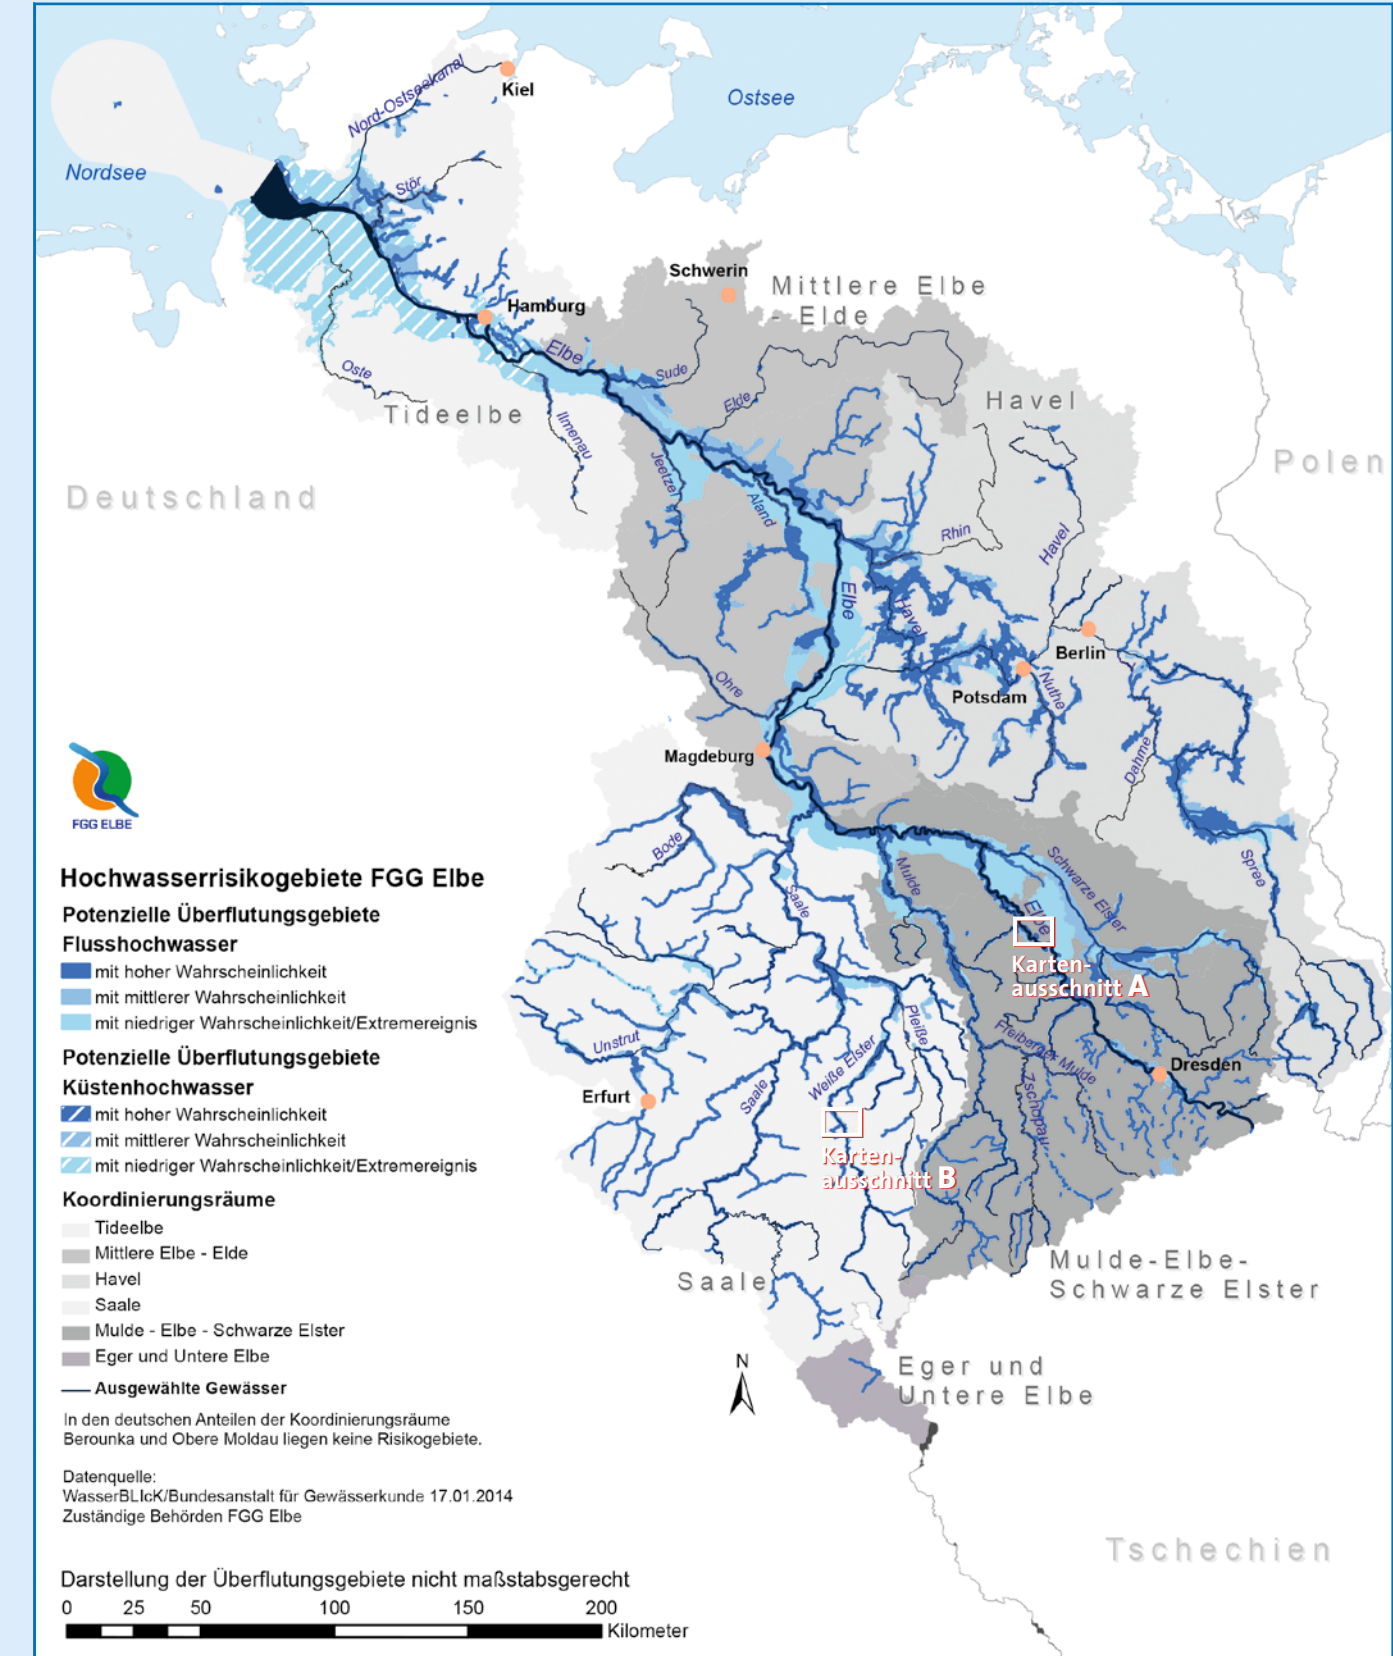 Nord-Ostseekanal
Kiel
Ostsee
Nordsee
Stör
Schwerin
Mittlere Elbe
- Elde
Hamburg
Elbe
Sude
Oste
Elde
Havel
Tideelbe
Ilmenau
Jeetzel
Polen
Deutschland
Aland
Rhin
Havel
Elbe
Havel
Berlin
Ohre
Potsdam
Nuthe
Magdeburg
Dahme
FGG ELBE
Bode
Mulde
Schwarze Elster
Spree
Saale
Elbe
Karten-
ausschnitt A
Pleiße
Unstrut
Weiße Elster
Freiberger Mulde
Dresden
Erfurt
Saale
Zschopau
Karten-
ausschnitt B
Mulde-Elbe-
Schwarze Elster
Saale
N
Eger und
Untere Elbe
Tschechien
Hochwasserrisikogebiete FGG Elbe
Potenzielle Überflutungsgebiete
Flusshochwasser
mit hoher Wahrscheinlichkeit
mit mittlerer Wahrscheinlichkeit
mit niedriger Wahrscheinlichkeit/Extremereignis
Potenzielle Überflutungsgebiete
Küstenhochwasser
mit hoher Wahrscheinlichkeit
mit mittlerer Wahrscheinlichkeit
mit niedriger Wahrscheinlichkeit/Extremereignis
Koordinierungsräume
Tideelbe
Mittlere Elbe - Elde
Havel
Saale
Mulde - Elbe - Schwarze Elster
Eger und Untere Elbe
Ausgewählte Gewässer
In den deutschen Anteilen der Koordinierungsräume
Berounka und Obere Moldau liegen keine Risikogebiete.
Datenquelle:
WasserBLIcK/Bundesanstalt für Gewässerkunde 17.01.2014
Zuständige Behörden FGG Elbe
Darstellung der Überflutungsgebiete nicht maßstabsgerecht
0 25 50 100 150 200
Kilometer